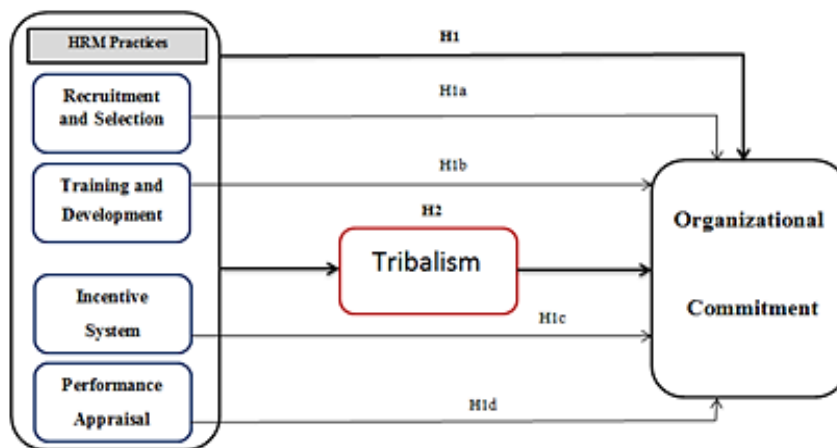 HRM Practices
H1
Recruitment
and Selection
H1a
Training and
Development
H1b
H2
Tribalism
Organizational
Commitment
Incentive
System
H1c
Performance
Appraisal
H1d